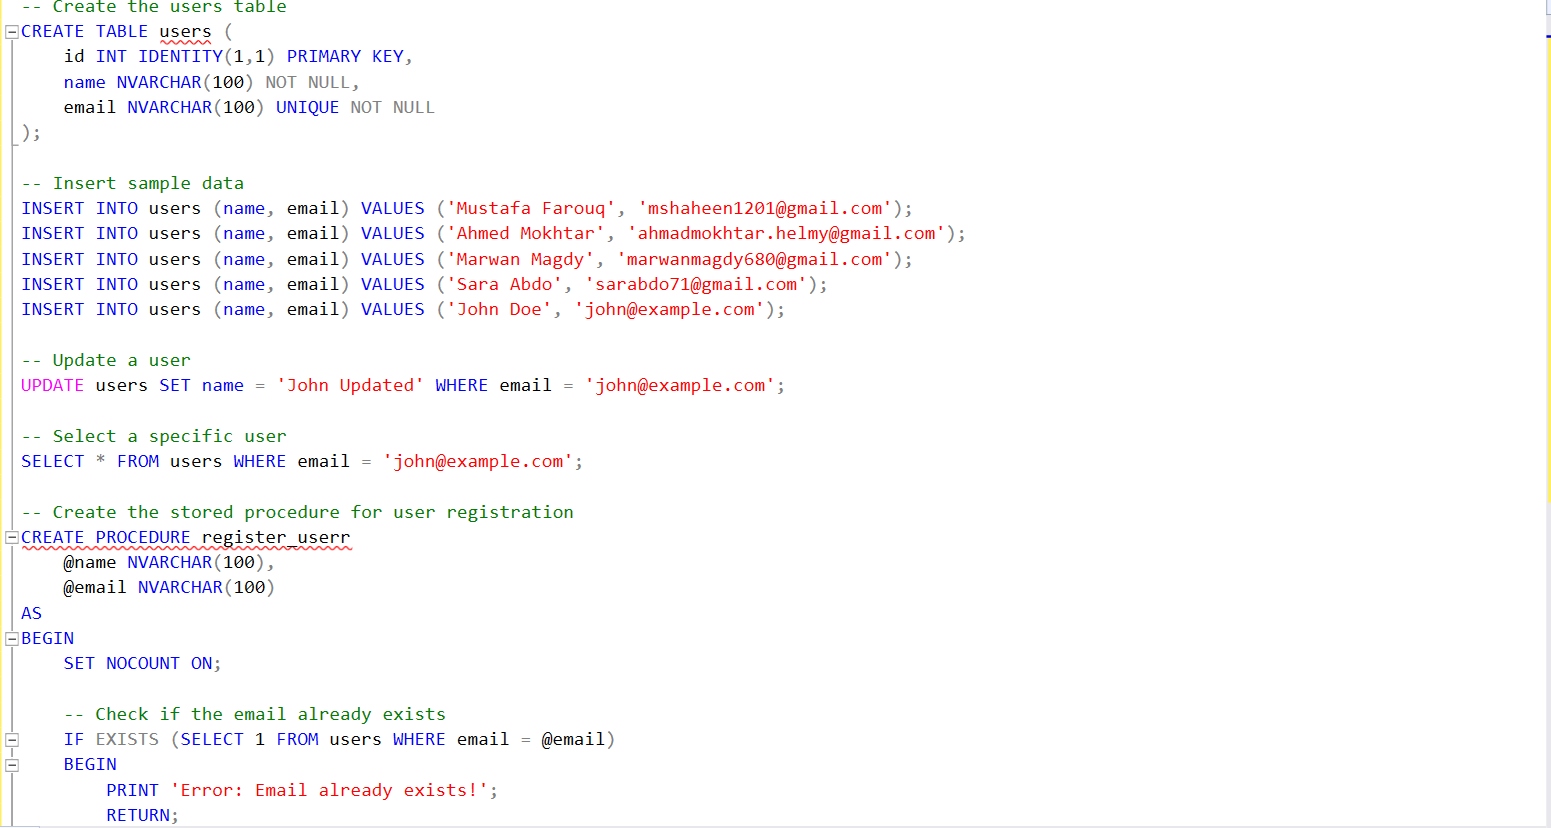 -- Create the users table
CREATE TABLE users (
    id INT IDENTITY(1,1) PRIMARY KEY,
    name NVARCHAR(100) NOT NULL,
    email NVARCHAR(100) UNIQUE NOT NULL
);

-- Insert sample data
INSERT INTO users (name, email) VALUES ('Mustafa Farouq', 'mshaheen1201@gmail.com');
INSERT INTO users (name, email) VALUES ('Ahmed Mokhtar', 'ahmadmokhtar.helmy@gmail.com');
INSERT INTO users (name, email) VALUES ('Marwan Magdy', 'marwanmagdy680@gmail.com');
INSERT INTO users (name, email) VALUES ('Sara Abdo', 'sarabdo71@gmail.com');
INSERT INTO users (name, email) VALUES ('John Doe', 'john@example.com');

-- Update a user
UPDATE users SET name = 'John Updated' WHERE email = 'john@example.com';

-- Select a specific user
SELECT * FROM users WHERE email = 'john@example.com';

-- Create the stored procedure for user registration
CREATE PROCEDURE register_userr
    @name NVARCHAR(100),
    @email NVARCHAR(100)
AS
BEGIN
    SET NOCOUNT ON;

    -- Check if the email already exists
    IF EXISTS (SELECT 1 FROM users WHERE email = @email)
    BEGIN
        PRINT 'Error: Email already exists!';
        RETURN;